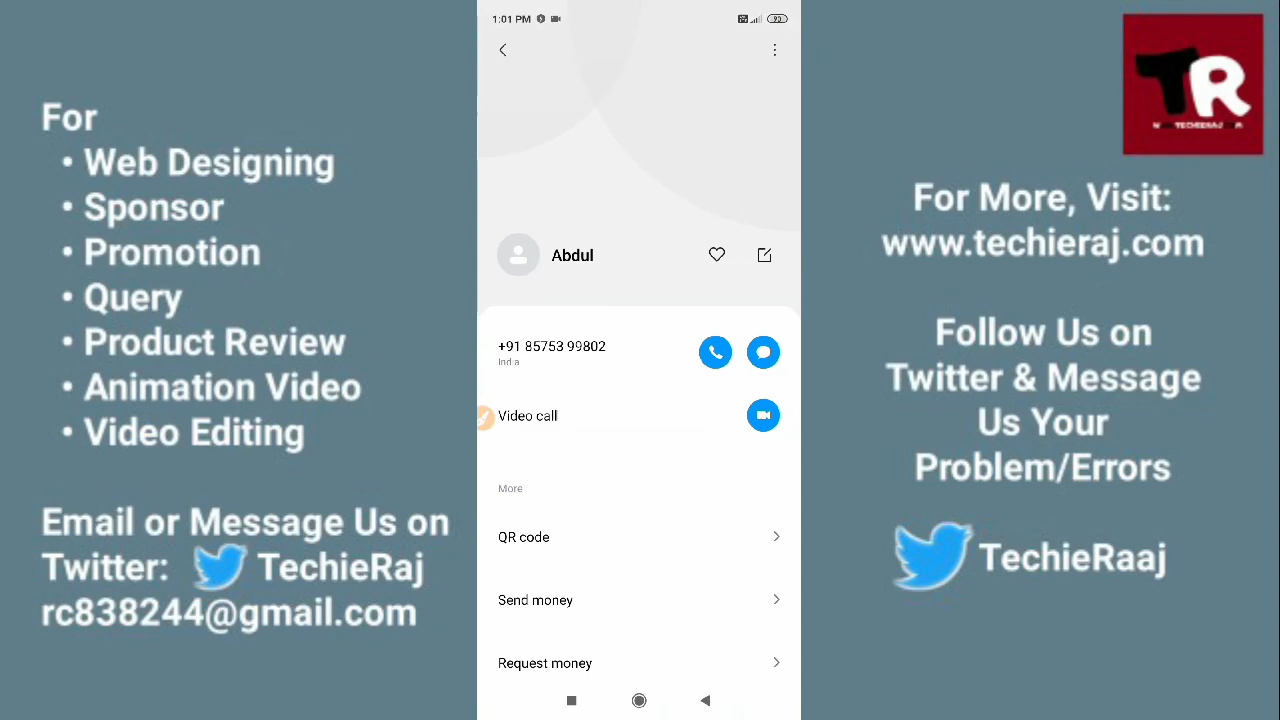 For
• Web Designing
• Sponsor
• Promotion
• Query
• Product Review
• Animation Video
• Video Editing
Email or Message Us on
Twitter: TechieRaj
rc838244@gmail.com
1:01 PM
90
Abdul
+91 85753 99802
India
Video call
More
QR code
Send money
Request money
TR
For More, Visit:
www.techieraj.com
Follow Us on
Twitter & Message
Us Your
Problem/Errors
TechieRaaj